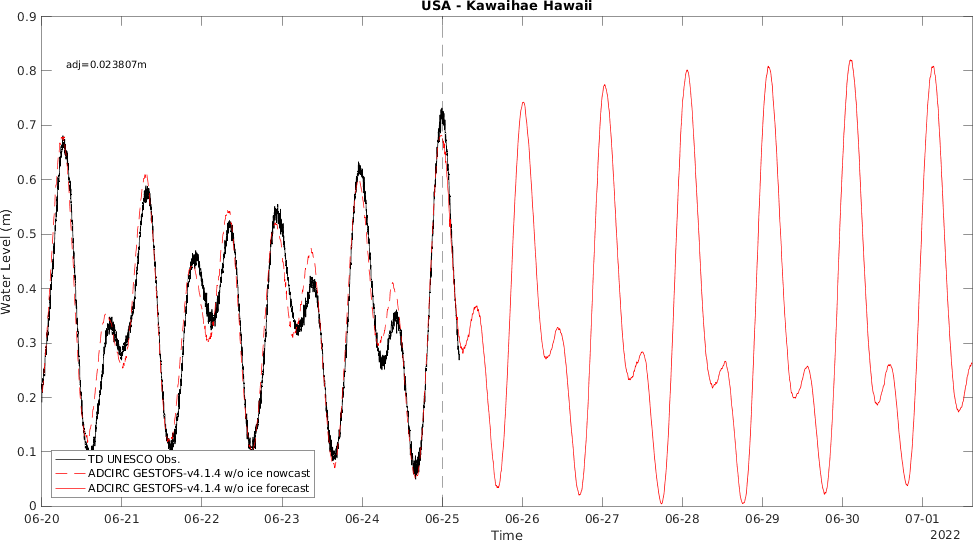 USA - Kawaihae Hawaii
0.9
adj=0.023807m
0.8
0.7
0.6
0.5
0.4
0.3
0.2
0.1
0
Water Level (m)
TD UNESCO Obs.
ADCIRC GESTOFS-v4.1.4 w/o ice nowcast
ADCIRC GESTOFS-v4.1.4 w/o ice forecast
06-20 06-21 06-22 06-23 06-24 06-25 06-26 06-27 06-28 06-29 06-30 07-01
Time
2022